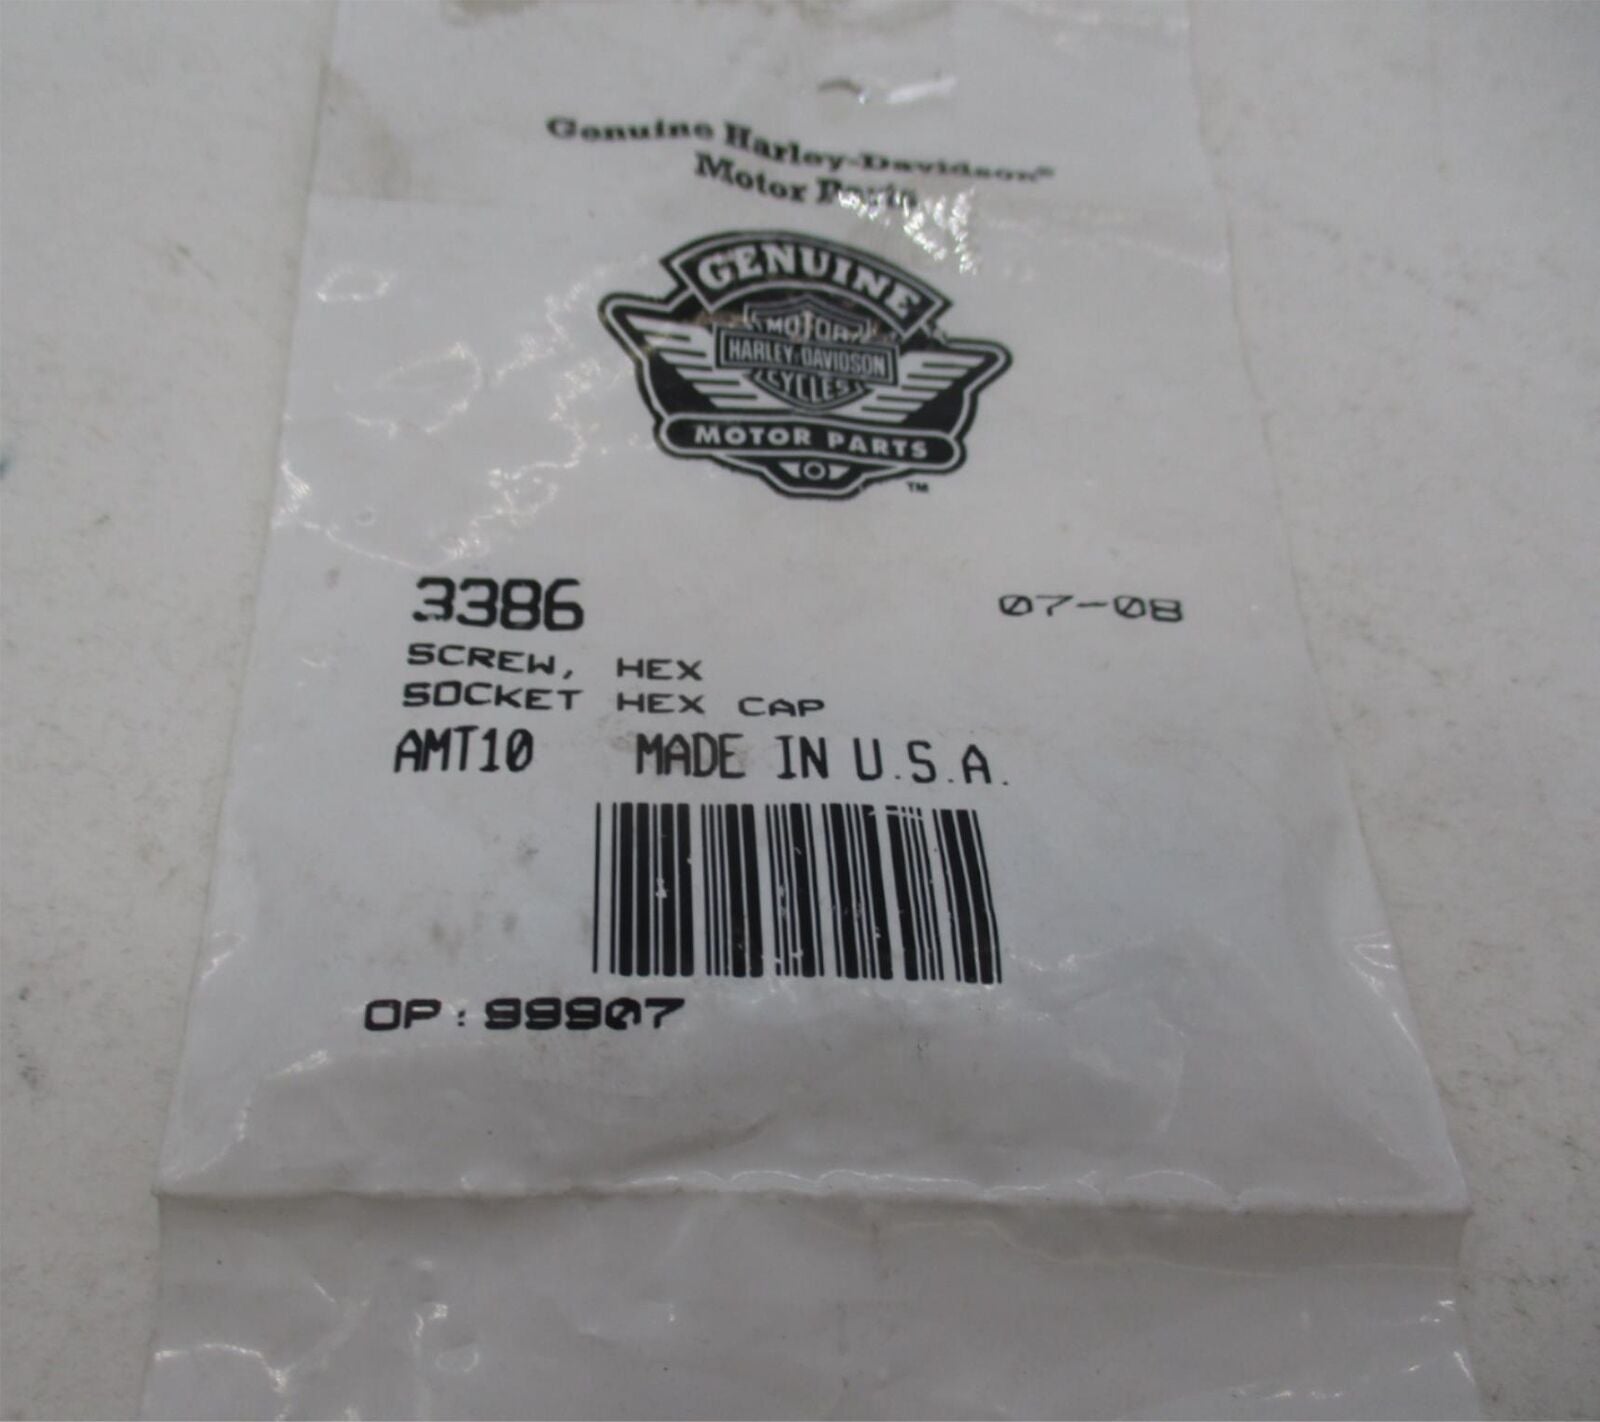 Genuine Harley-Davidson®
Motor Parts
GENUINE
MOTOR
HARLEY-DAVIDSON
CYCLES
MOTOR PARTS
TM
3386 07-08
SCREW, HEX
SOCKET HEX CAP
AMT10 MADE IN U.S.A.
OP: 99907